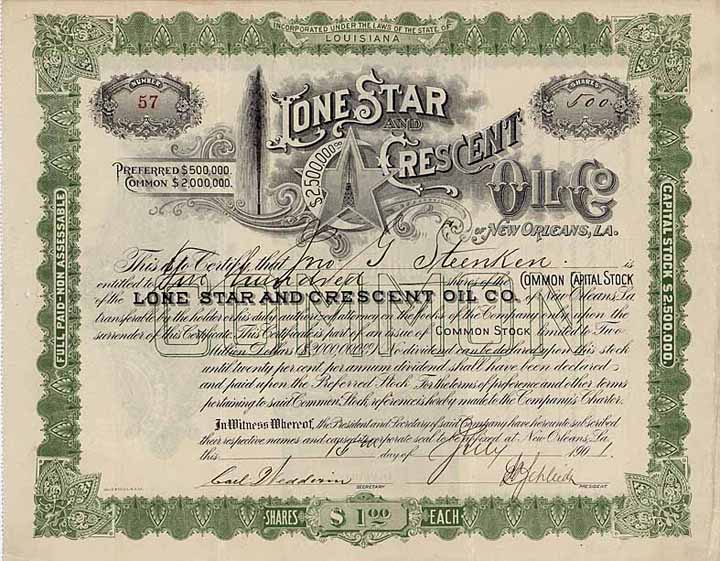 INCORPORATED UNDER THE LAWS OF THE STATE OF
LOUISIANA
NUMBER
57
SHARES
500
LONE STAR
AND
CRESCENT
OIL CO
OF NEW ORLEANS, LA.
$2,500,000.00
PREFERRED $500,000.
COMMON $2,000,000.
FULL PAID-NON ASSESSABLE
CAPITAL STOCK $2,500,000
COMMON
This is to Certify, that Jno G Steenken is
entitled to Five hundred shares of the COMMON CAPITAL STOCK
of the LONE STAR AND CRESCENT OIL CO. of New Orleans, La
transferable by the holder or his duly authorized attorney on the books of the Company only upon the
surrender of this Certificate. This Certificate is part of an issue of COMMON STOCK limited to Two
Million Dollars ($2,000,000.00). No dividend can be declared upon this stock
until twenty per cent. per annum dividend shall have been declared
and paid upon the Preferred Stock. For the terms of preference and other terms
pertaining to said Common Stock, reference is hereby made to the Company's Charter.
In Witness Whereof, the President and Secretary of said Company have hereunto subscribed
their respective names and caused its corporate seal to be affixed at New Orleans, La.
this day of July 1901.
Carl
SECRETARY
PRESIDENT
SHARES $1.00 EACH